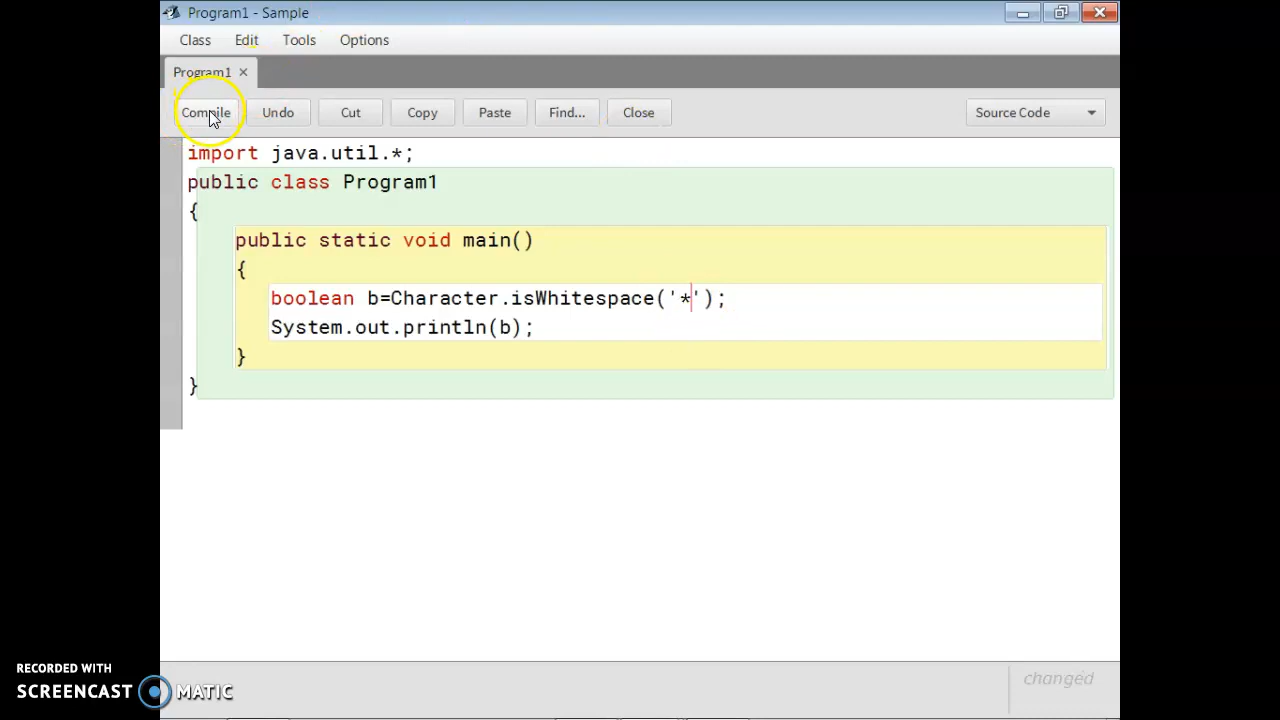 Program1 - Sample
Class Edit Tools Options
Program1 ×
Compile Undo Cut Copy Paste Find... Close Source Code
import java.util.*;
public class Program1
{
public static void main()
{
boolean b=Character.isWhitespace('*');
System.out.println(b);
}
}
changed
RECORDED WITH
SCREENCAST MATIC